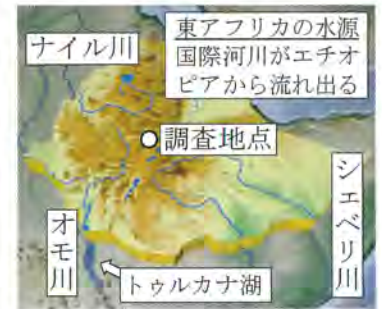 東アフリカの水源
国際河川がエチオ
ピアから流れ出る
ナイル川
調査地点
シェベリ川
オモ川
トゥルカナ湖